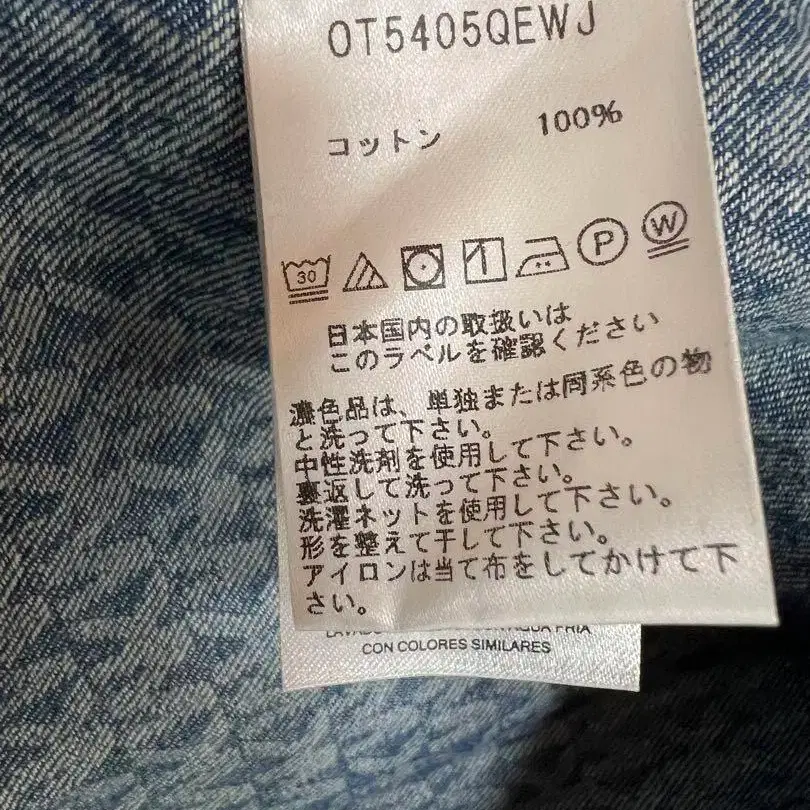 OT5405QEWJ
コットン 100%
30
P
W
日本国内の取扱いは
このラベルを確認ください
濃色品は、単独または同系色の物
と洗って下さい。
中性洗剤を使用して下さい。
裏返して洗って下さい。
洗濯ネットを使用して下さい。
形を整えて干して下さい。
アイロンは当て布をしてかけて下
さい。
FRIA
CON COLORES SIMILARES